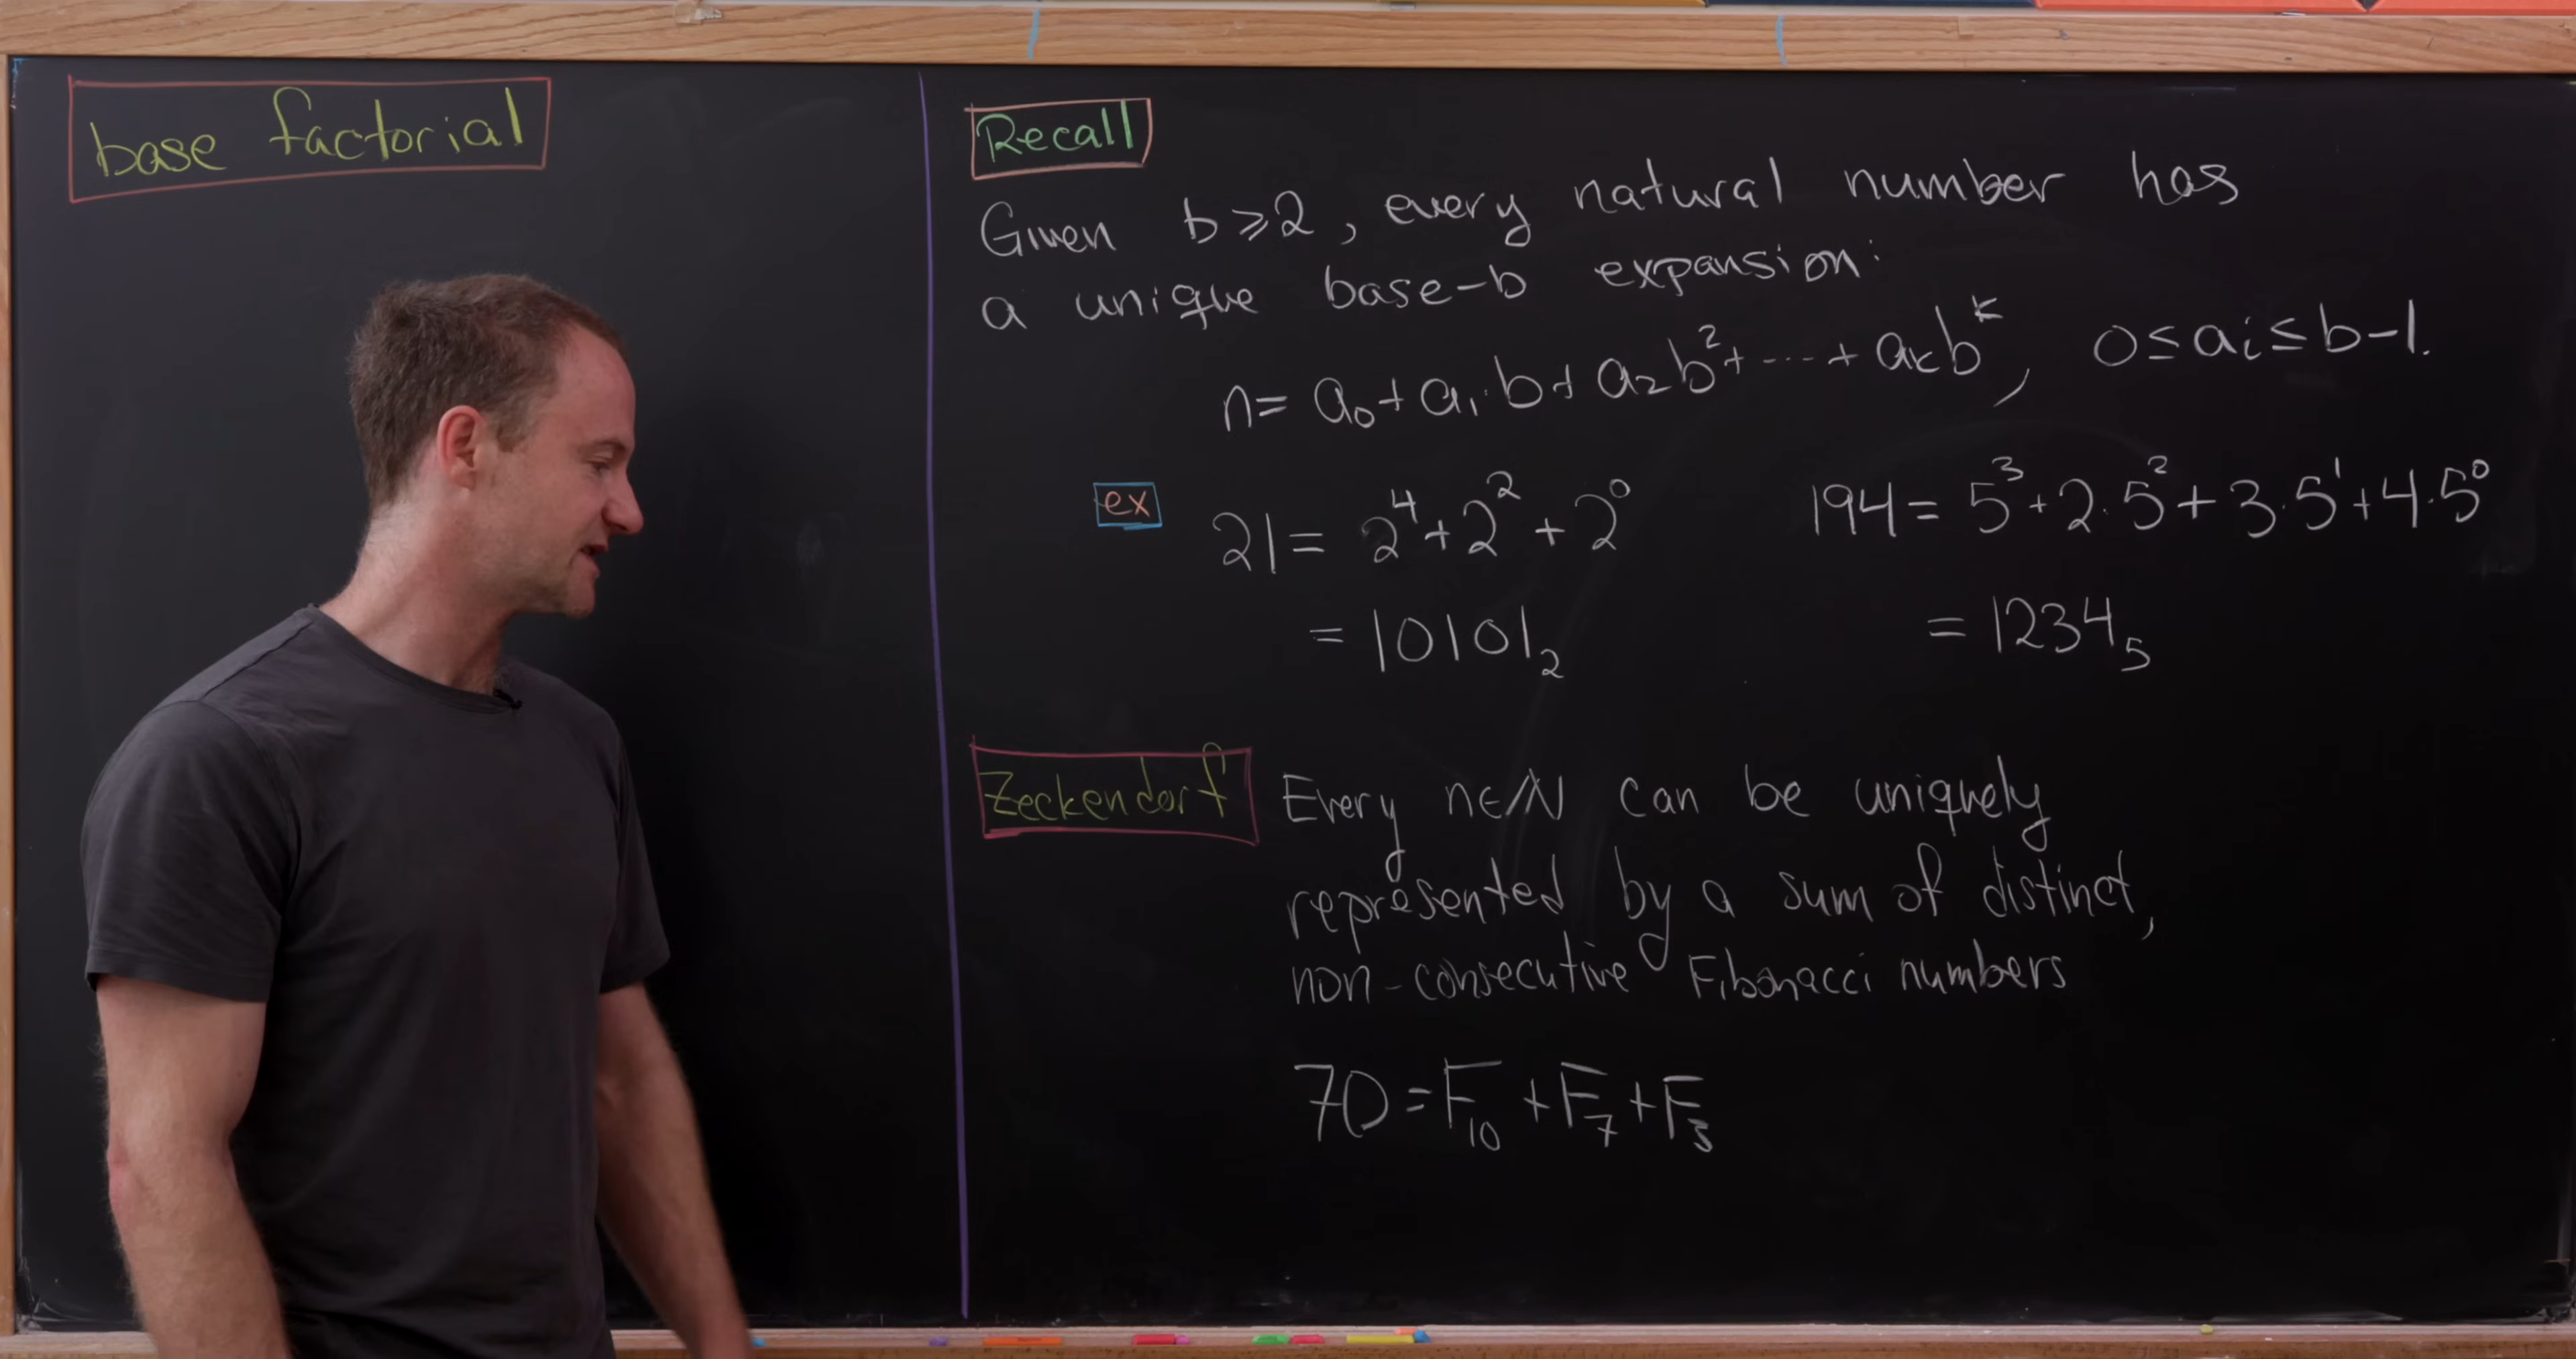 base factorial
Recall
Given b ≥ 2, every natural number has
a unique base-b expansion:
n = a₀ + a₁·b + a₂b² + ⋯ + aₖbᵏ, 0 ≤ aᵢ ≤ b-1.
ex
21 = 2⁴ + 2² + 2⁰
= 10101₂
194 = 5³ + 2·5² + 3·5¹ + 4·5⁰
= 1234₅
Zeckendorf
Every n∈ℕ can be uniquely
represented by a sum of distinct,
non-consecutive Fibonacci numbers
70 = F₁₀ + F₇ + F₃